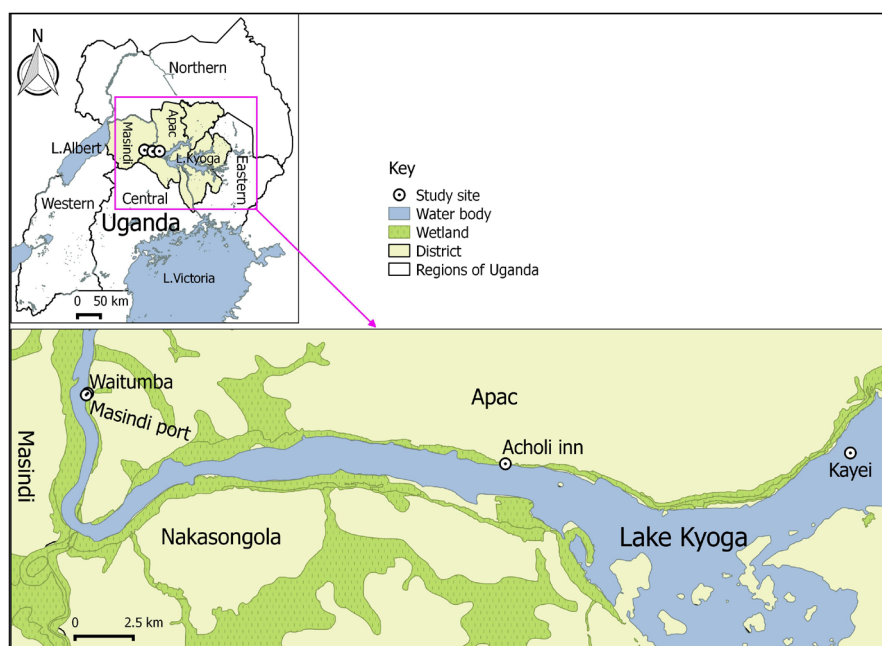 N
Northern
Apac
Masindi
L.Albert
L.Kyoga
Eastern
Western
Central
Uganda
L.Victoria
0 50 km
Key
Study site
Water body
Wetland
District
Regions of Uganda
Waitumba
Masindi port
Apac
Acholi inn
Kayei
Masindi
Nakasongola
Lake Kyoga
0 2.5 km